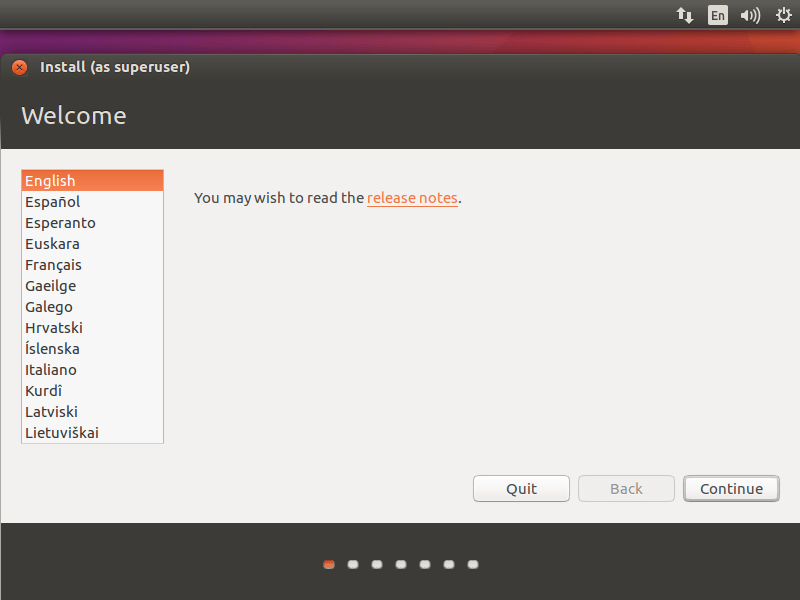 En
Install (as superuser)
Welcome
English
Español
Esperanto
Euskara
Français
Gaeilge
Galego
Hrvatski
Íslenska
Italiano
Kurdî
Latviski
Lietuviškai
You may wish to read the release notes.
Quit
Back
Continue